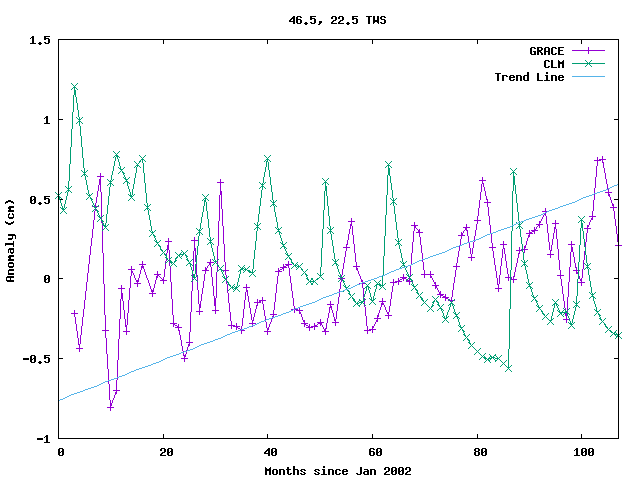 46.5, 22.5 TWS
GRACE
CLM
Trend Line
1.5
1
0.5
0
-0.5
-1
Anomaly (cm)
0 20 40 60 80 100
Months since Jan 2002